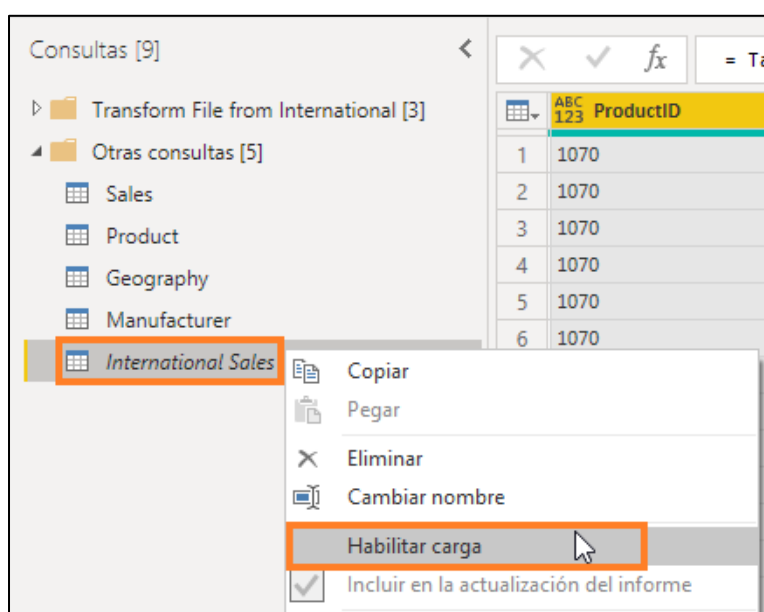 Consultas [9]
fx
= Ta
Transform File from International [3]
ABC
123 ProductID
Otras consultas [5]
1 1070
Sales
2 1070
Product
3 1070
Geography
4 1070
Manufacturer
5 1070
International Sales
6 1070
Copiar
Pegar
Eliminar
Cambiar nombre
Habilitar carga
Incluir en la actualización del informe